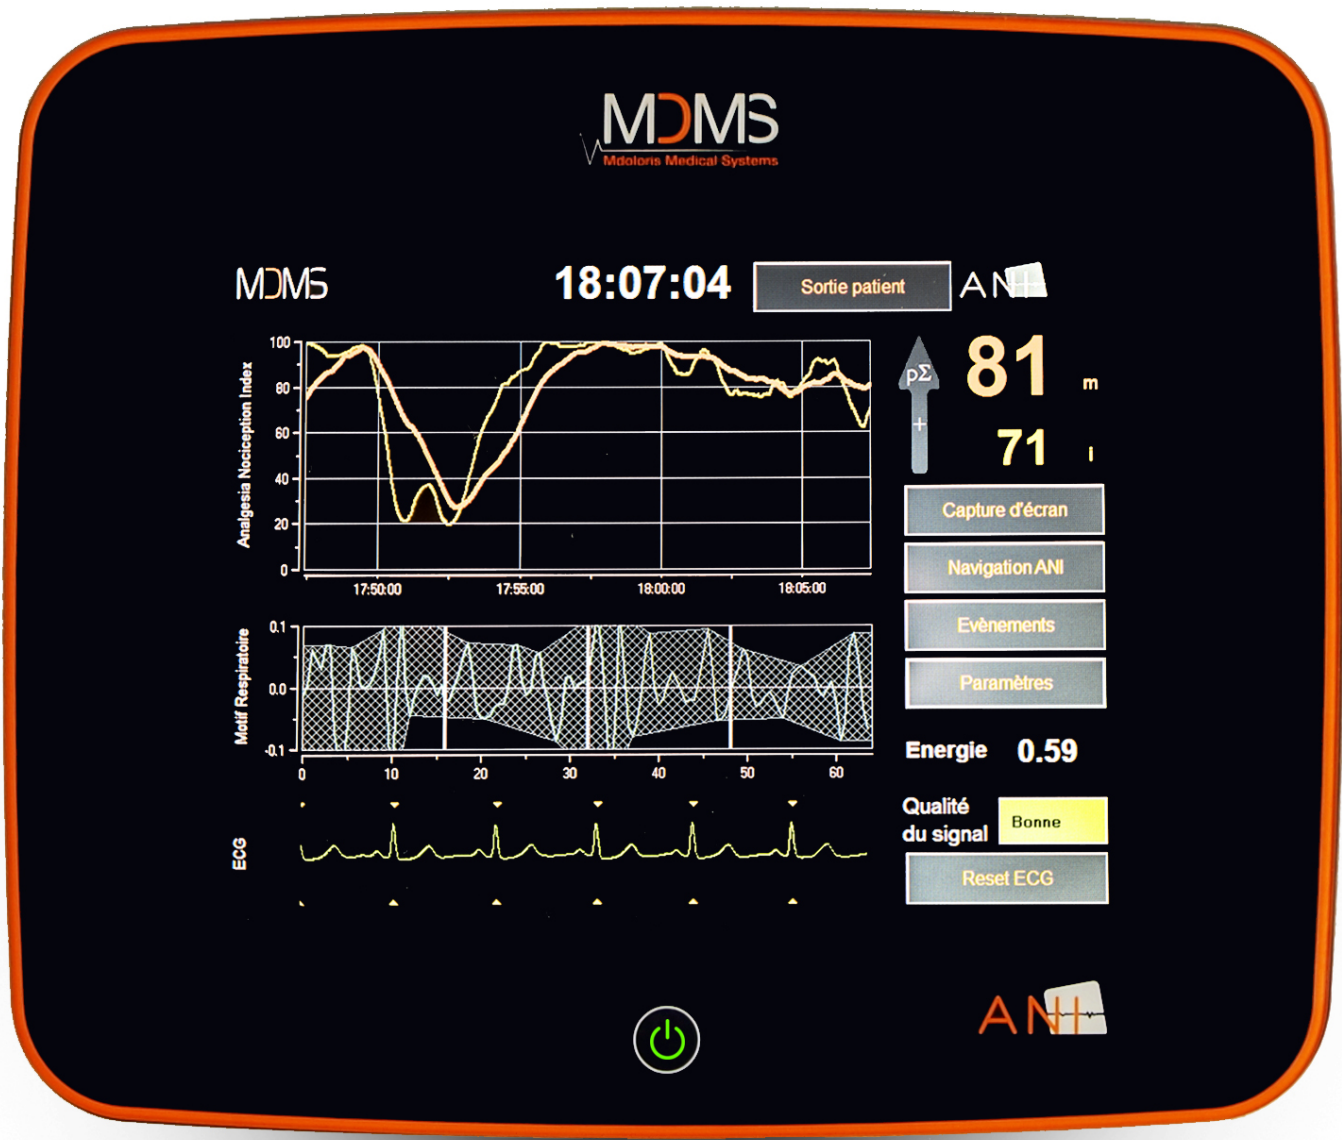 MDMS
Mdoloris Medical Systems
MDMS
18:07:04
Sortie patient
ANI
Analgesia Nociception Index
100
80
60
40
20
0
17:50:00
17:55:00
18:00:00
18:05:00
pΣ
+
81 m
71 i
Capture d'écran
Navigation ANI
Evènements
Paramètres
Motif Respiratoire
0.1
0.0
-0.1
0
10
20
30
40
50
60
Energie 0.59
Qualité
du signal
Bonne
ECG
Reset ECG
ANI